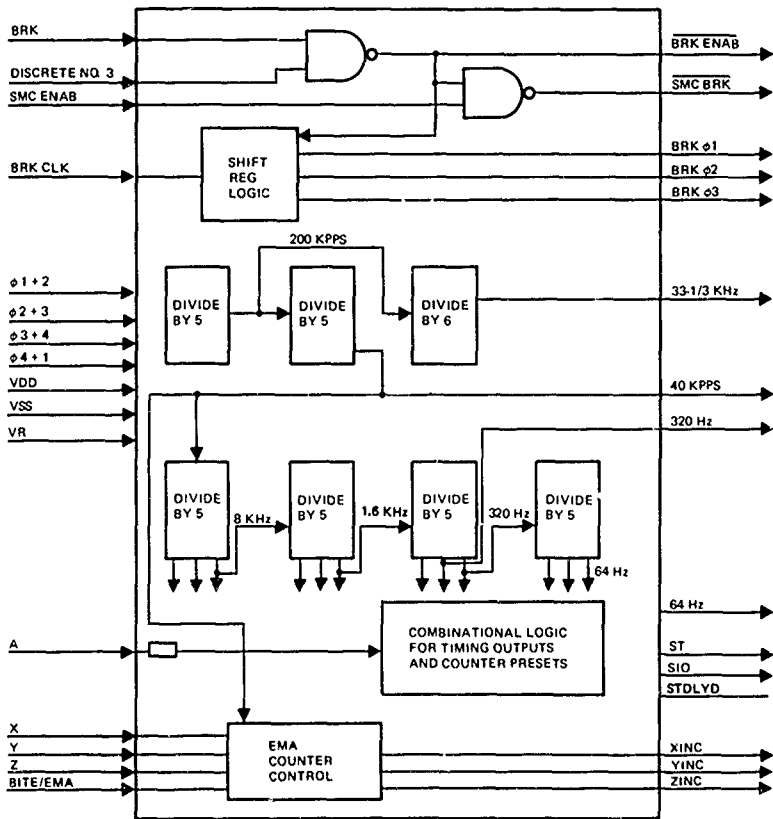 BRK
DISCRETE NO. 3
SMC ENAB
BRK CLK
BRK ENAB
SMC BRK
SHIFT
REG
LOGIC
BRK ϕ1
BRK ϕ2
BRK ϕ3
200 KPPS
ϕ1 + 2
ϕ2 + 3
ϕ3 + 4
ϕ4 + 1
VDD
VSS
VR
DIVIDE
BY 5
DIVIDE
BY 5
DIVIDE
BY 6
33-1/3 KHz
40 KPPS
320 Hz
DIVIDE
BY 5
8 KHz
DIVIDE
BY 5
1.6 KHz
DIVIDE
BY 5
320 Hz
DIVIDE
BY 5
64 Hz
64 Hz
A
COMBINATIONAL LOGIC
FOR TIMING OUTPUTS
AND COUNTER PRESETS
ST
SIO
STDLYD
X
Y
Z
BITE/EMA
EMA
COUNTER
CONTROL
XINC
YINC
ZINC